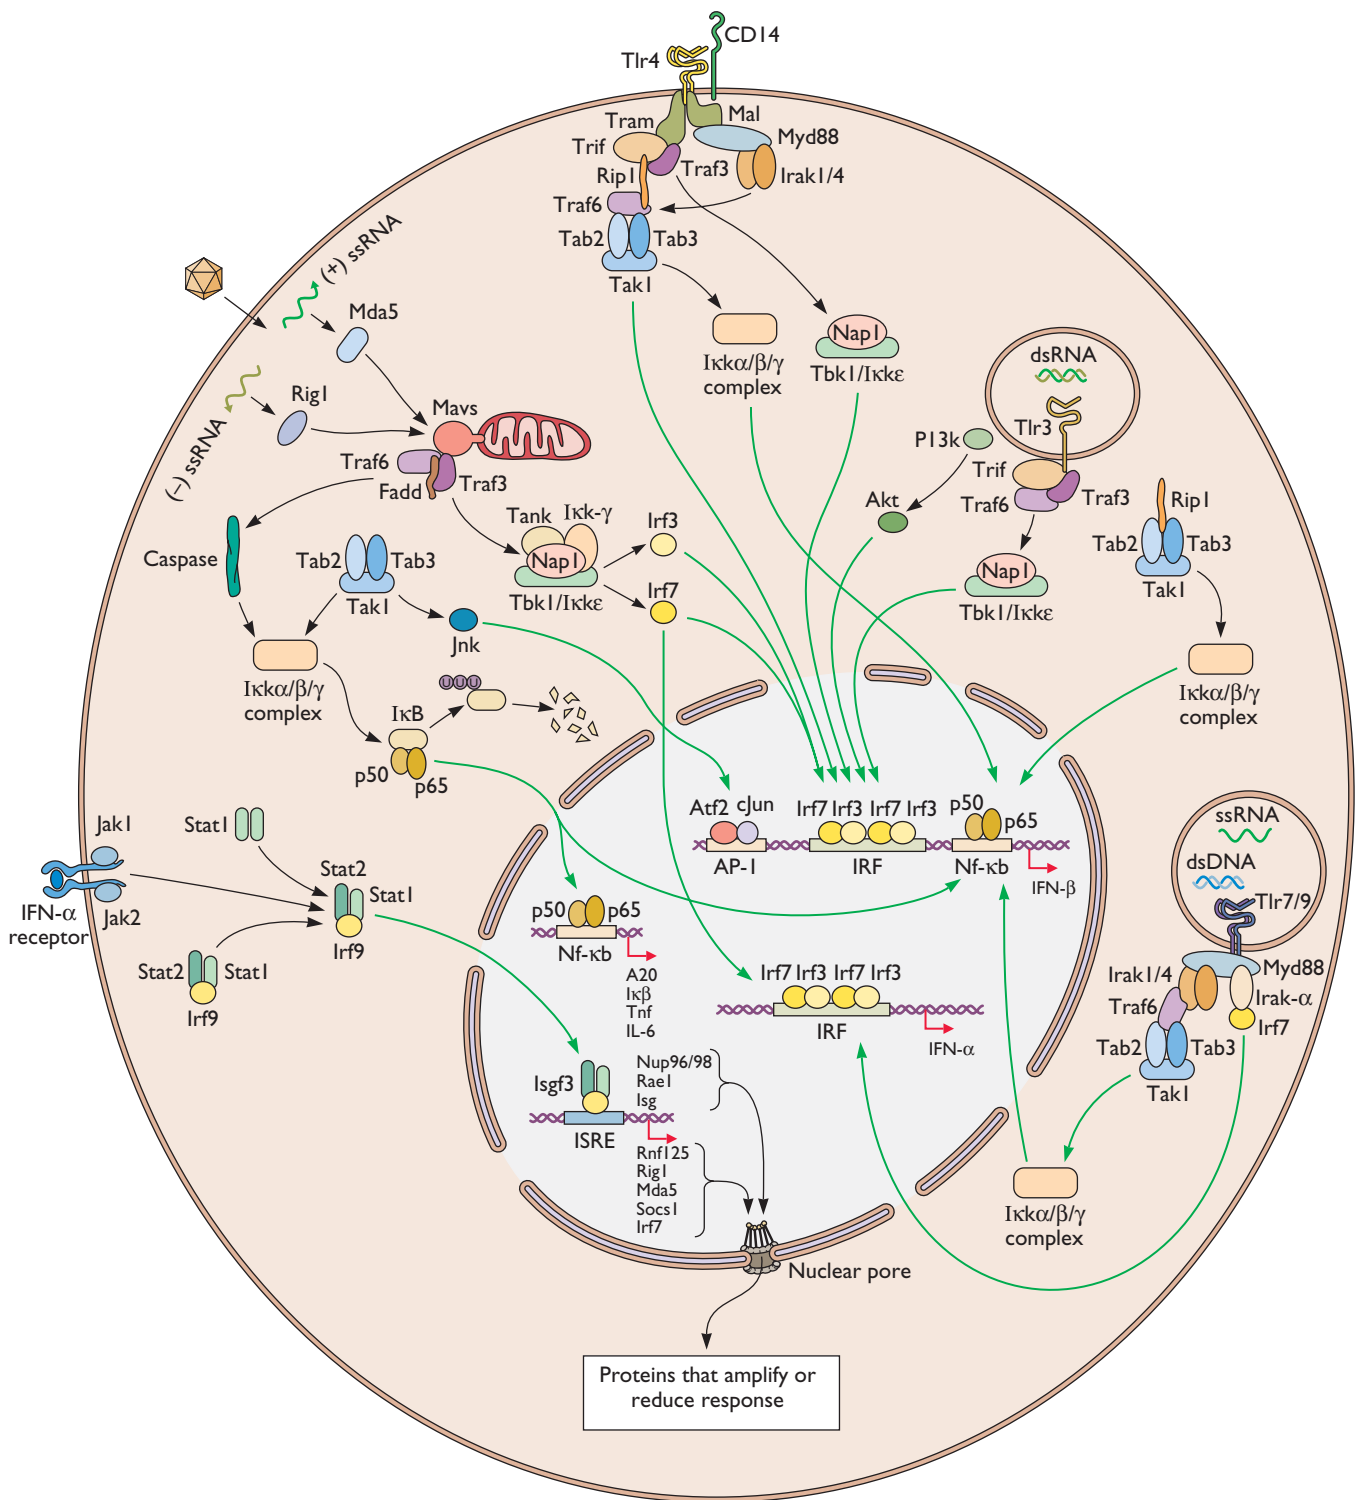 CD14
Tlr4
Mal
Tram
Myd88
Trif
Traf3
Rip1
Irak1/4
Traf6
Tab2
Tab3
Tak1
(+) ssRNA
Mda5
Nap1
Tbk1/Iκkε
Iκkα/β/γ
complex
dsRNA
Tlr3
(–) ssRNA
Rig1
Mavs
P13k
Trif
Traf6
Traf3
Traf6
Fadd
Traf3
Akt
Rip1
Tank
Iκk-γ
Irf3
Caspase
Tab2
Tab3
Tak1
Nap1
Tbk1/Iκkε
Irf7
Nap1
Tbk1/Iκkε
Tab2
Tab3
Tak1
Jnk
Iκkα/β/γ
complex
Iκkα/β/γ
complex
IκB
U U U
p50
p65
Atf2
cJun
Irf7 Irf3 Irf7 Irf3
p50
p65
AP-1
IRF
Nf-κb
IFN-β
Jak1
Stat1
IFN-α
receptor
Jak2
Stat2
Stat1
Irf9
Stat2
Stat1
Irf9
ssRNA
dsDNA
Tlr7/9
Myd88
Irak1/4
Irak-α
Traf6
Irf7
Tab2
Tab3
Tak1
p50
p65
Nf-κb
A20
Iκβ
Tnf
IL-6
Irf7 Irf3 Irf7 Irf3
IRF
IFN-α
Isgf3
ISRE
Nup96/98
Rae1
Isg
Rnf125
Rig1
Mda5
Socs1
Irf7
Iκkα/β/γ
complex
Nuclear pore
Proteins that amplify or
reduce response